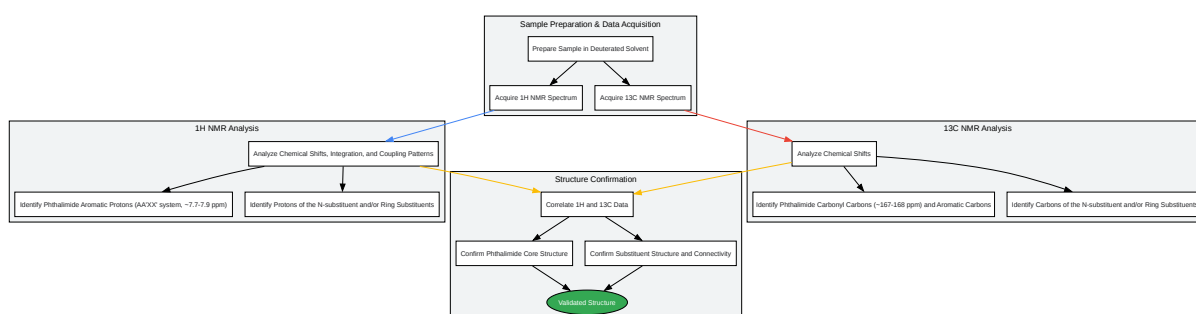 Sample Preparation & Data Acquisition
Prepare Sample in Deuterated Solvent
Acquire 1H NMR Spectrum
Acquire 13C NMR Spectrum
1H NMR Analysis
Analyze Chemical Shifts, Integration, and Coupling Patterns
Identify Phthalimide Aromatic Protons (AA'XX' system, ~7.7-7.9 ppm)
Identify Protons of the N-substituent and/or Ring Substituents
13C NMR Analysis
Analyze Chemical Shifts
Identify Phthalimide Carbonyl Carbons (~167-168 ppm) and Aromatic Carbons
Identify Carbons of the N-substituent and/or Ring Substituents
Structure Confirmation
Correlate 1H and 13C Data
Confirm Phthalimide Core Structure
Confirm Substituent Structure and Connectivity
Validated Structure